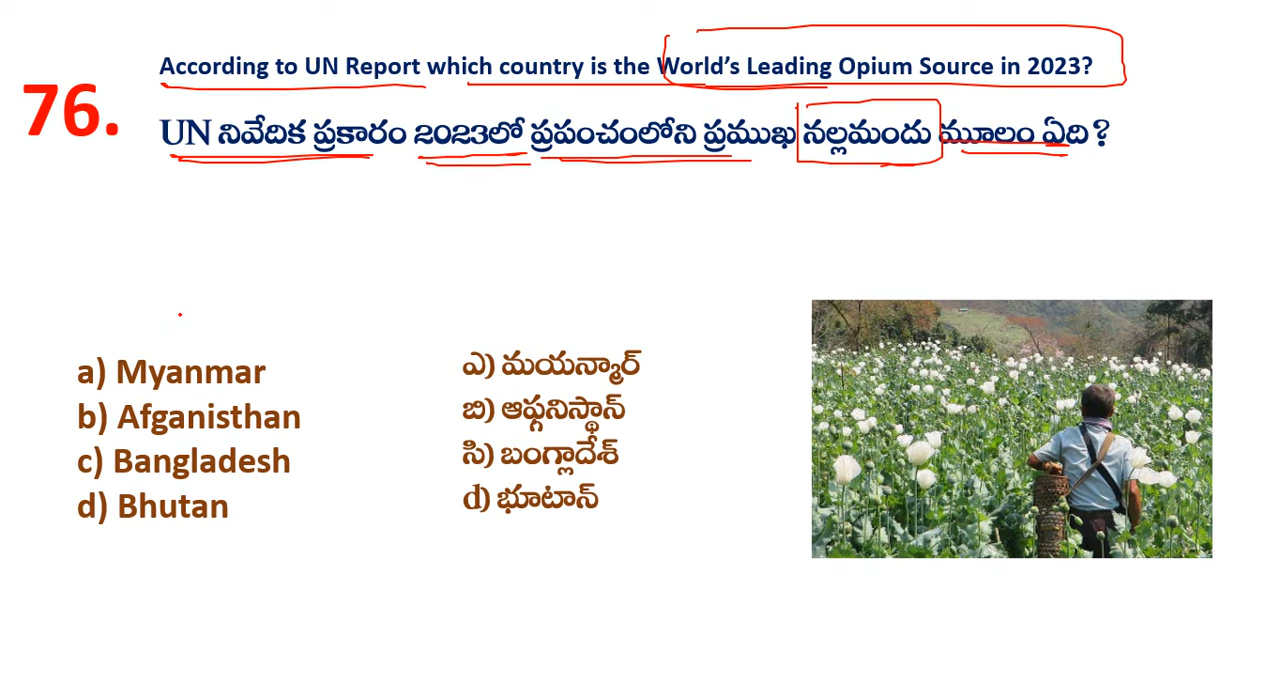 According to UN Report which country is the World's Leading Opium Source in 2023?
76.
UN నివేదిక ప్రకారం 2023లో ప్రపంచంలోని ప్రముఖ నల్లమందు మూలం ఏది?
a) Myanmar
b) Afganisthan
c) Bangladesh
d) Bhutan
ఎ) మయన్మార్
బి) ఆఫ్గనిస్థాన్
సి) బంగ్లాదేశ్
d) భూటాన్